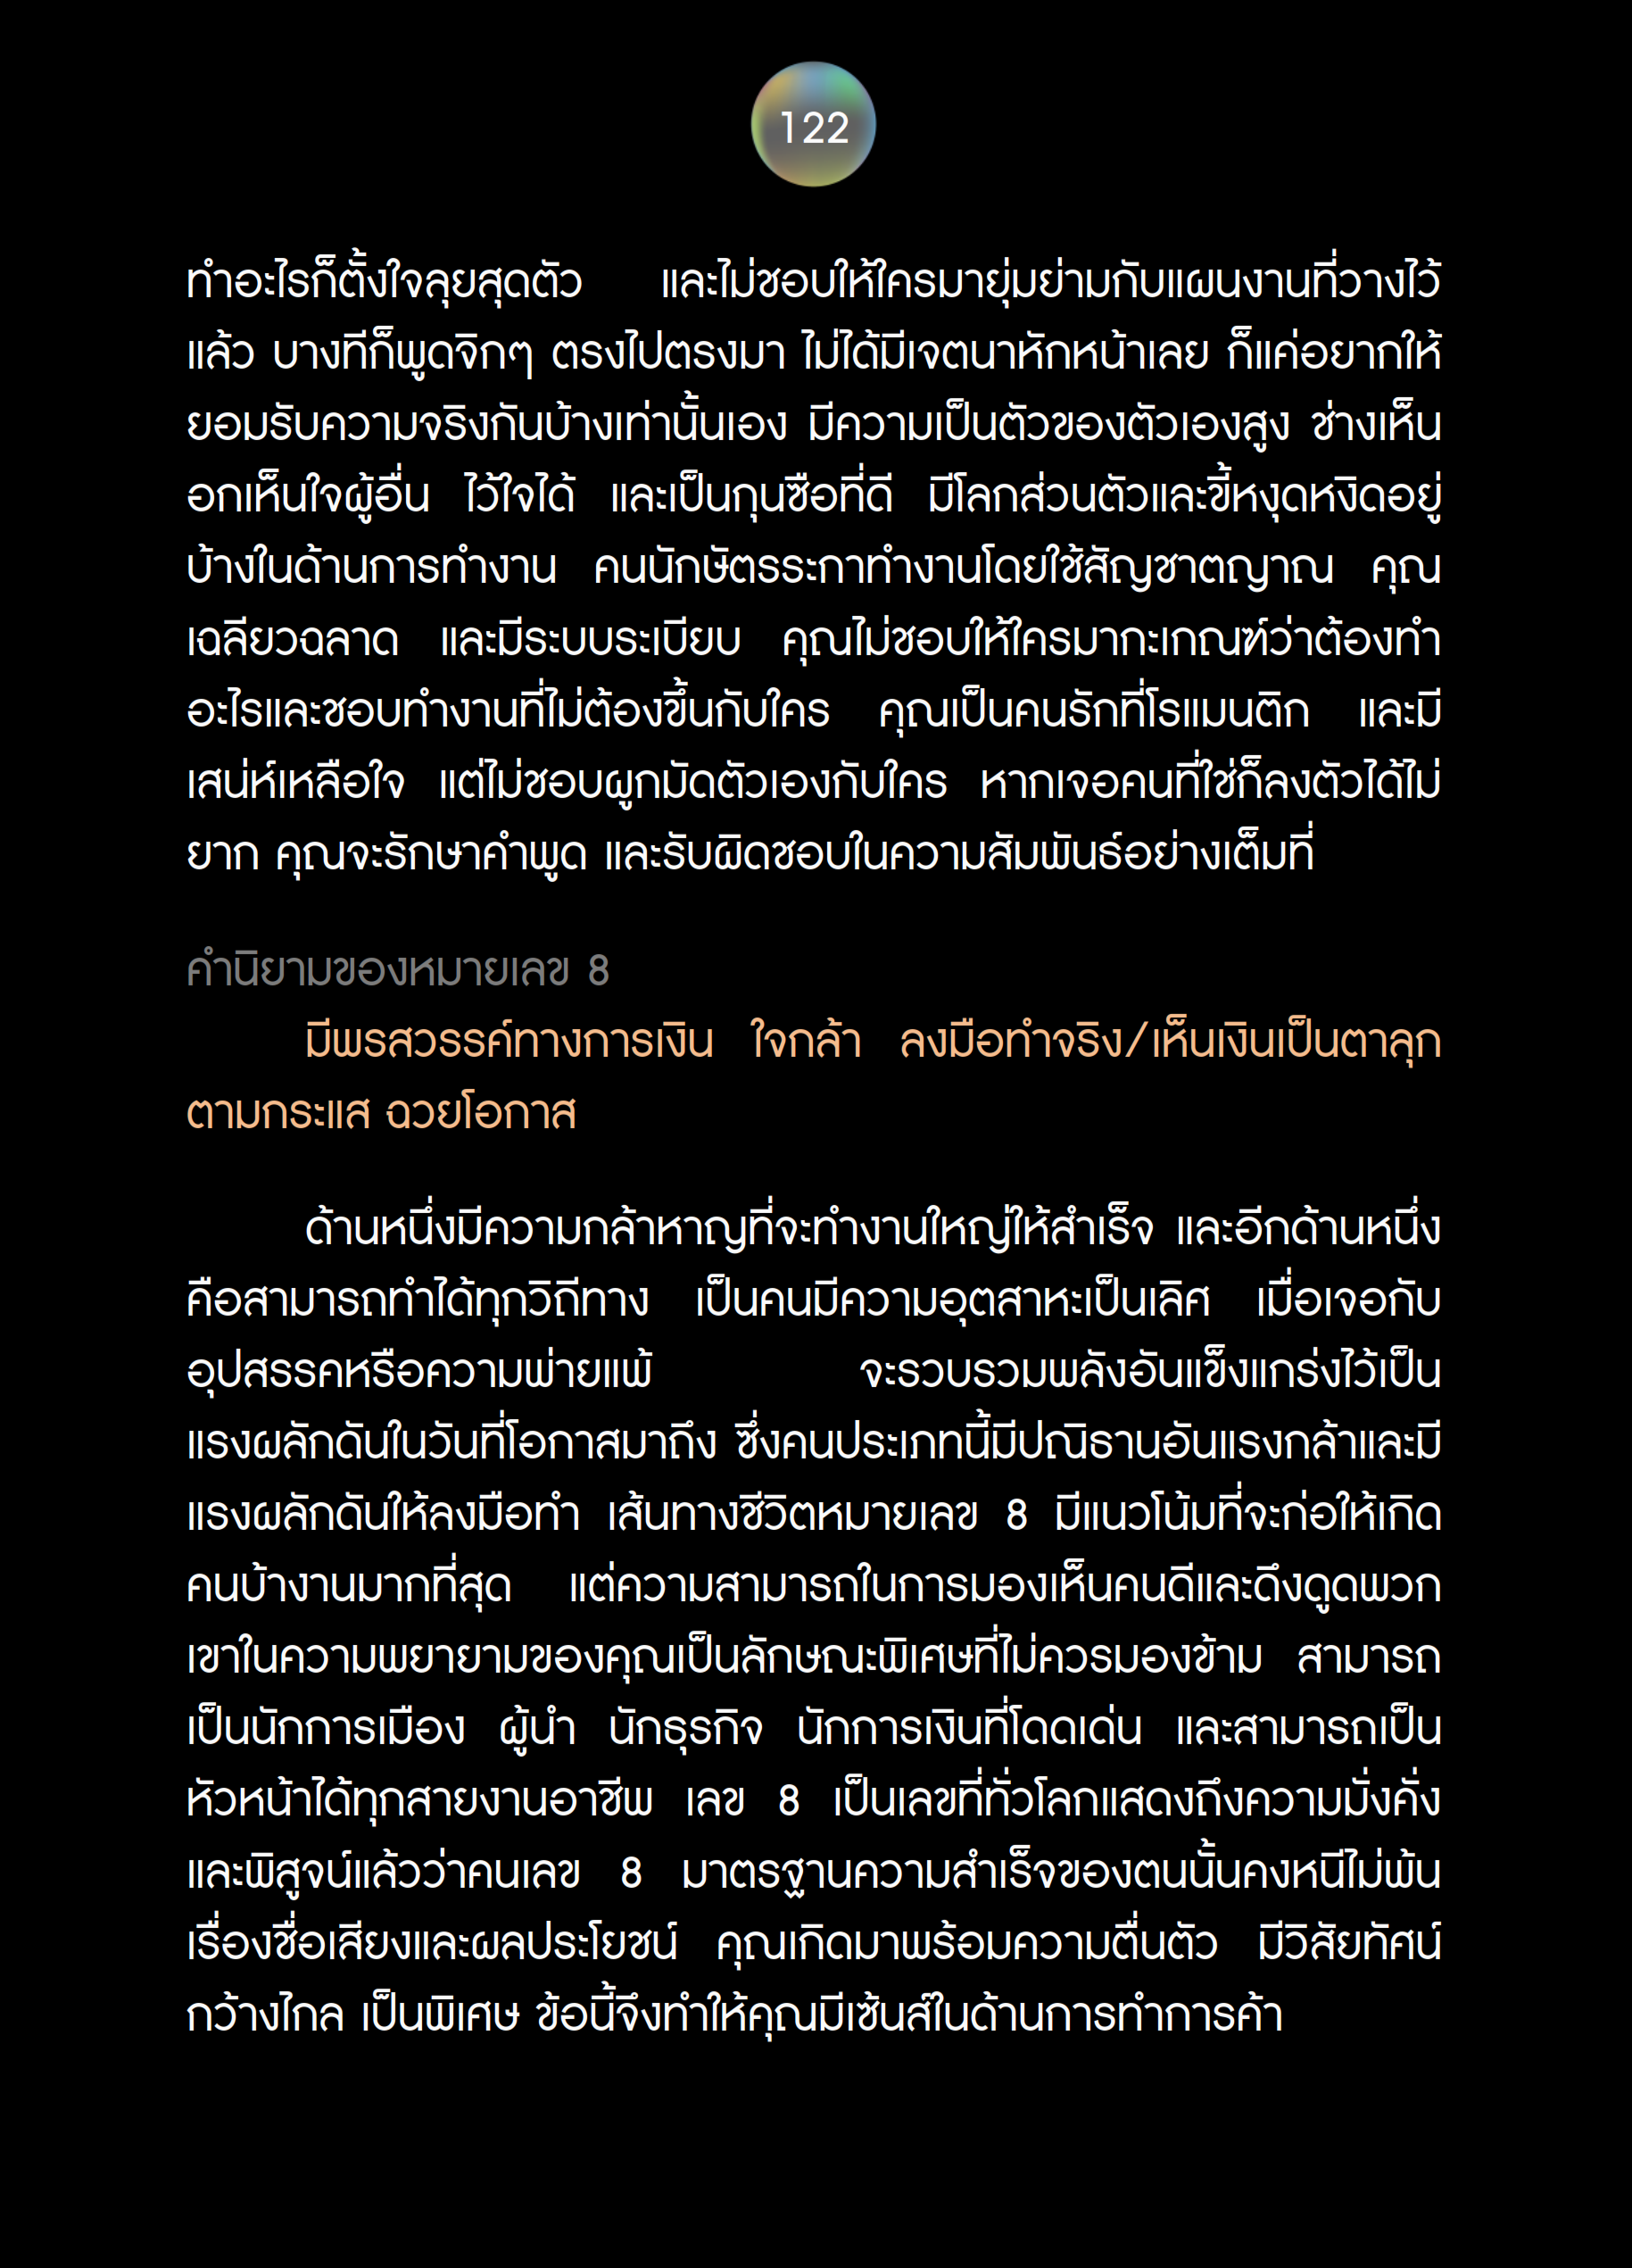 122
ทำอะไรก็ตั้งใจลุยสุดตัว และไม่ชอบให้ใครมายุ่มย่ามกับแผนงานที่วางไว้
แล้ว บางทีก็พูดจิกๆ ตรงไปตรงมา ไม่ได้มีเจตนาหักหน้าเลย ก็แค่อยากให้
ยอมรับความจริงกันบ้างเท่านั้นเอง มีความเป็นตัวของตัวเองสูง ช่างเห็น
อกเห็นใจผู้อื่น ไว้ใจได้ และเป็นกุนซือที่ดี มีโลกส่วนตัวและขี้หงุดหงิดอยู่
บ้างในด้านการทำงาน คนนักษัตรระกาทำงานโดยใช้สัญชาตญาณ คุณ
เฉลียวฉลาด และมีระบบระเบียบ คุณไม่ชอบให้ใครมากะเกณฑ์ว่าต้องทำ
อะไรและชอบทำงานที่ไม่ต้องขึ้นกับใคร คุณเป็นคนรักที่โรแมนติก และมี
เสน่ห์เหลือใจ แต่ไม่ชอบผูกมัดตัวเองกับใคร หากเจอคนที่ใช่ก็ลงตัวได้ไม่
ยาก คุณจะรักษาคำพูด และรับผิดชอบในความสัมพันธ์อย่างเต็มที่
คำนิยามของหมายเลข 8
มีพรสวรรค์ทางการเงิน ใจกล้า ลงมือทำจริง/เห็นเงินเป็นตาลุก
ตามกระแส ฉวยโอกาส
ด้านหนึ่งมีความกล้าหาญที่จะทำงานใหญ่ให้สำเร็จ และอีกด้านหนึ่ง
คือสามารถทำได้ทุกวิถีทาง เป็นคนมีความอุตสาหะเป็นเลิศ เมื่อเจอกับ
อุปสรรคหรือความพ่ายแพ้ จะรวบรวมพลังอันแข็งแกร่งไว้เป็น
แรงผลักดันในวันที่โอกาสมาถึง ซึ่งคนประเภทนี้มีปณิธานอันแรงกล้าและมี
แรงผลักดันให้ลงมือทำ เส้นทางชีวิตหมายเลข 8 มีแนวโน้มที่จะก่อให้เกิด
คนบ้างานมากที่สุด แต่ความสามารถในการมองเห็นคนดีและดึงดูดพวก
เขาในความพยายามของคุณเป็นลักษณะพิเศษที่ไม่ควรมองข้าม สามารถ
เป็นนักการเมือง ผู้นำ นักธุรกิจ นักการเงินที่โดดเด่น และสามารถเป็น
หัวหน้าได้ทุกสายงานอาชีพ เลข 8 เป็นเลขที่ทั่วโลกแสดงถึงความมั่งคั่ง
และพิสูจน์แล้วว่าคนเลข 8 มาตรฐานความสำเร็จของตนนั้นคงหนีไม่พ้น
เรื่องชื่อเสียงและผลประโยชน์ คุณเกิดมาพร้อมความตื่นตัว มีวิสัยทัศน์
กว้างไกล เป็นพิเศษ ข้อนี้จึงทำให้คุณมีเซ้นส์ในด้านการทำการค้า